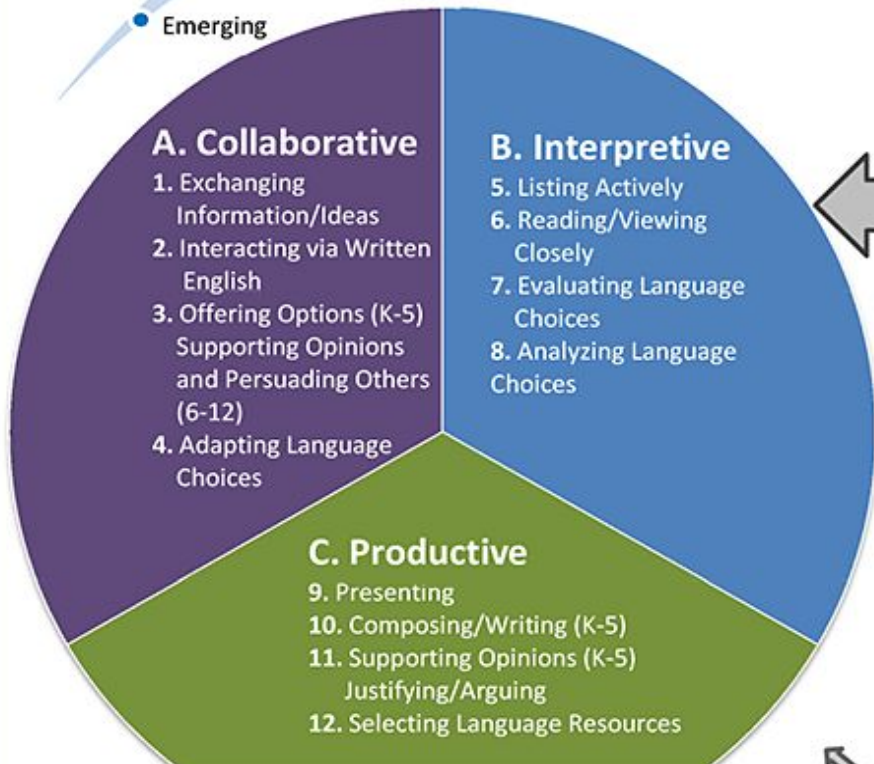 Emerging
A. Collaborative
1. Exchanging
Information/Ideas
2. Interacting via Written
English
3. Offering Options (K-5)
Supporting Opinions
and Persuading Others
(6-12)
4. Adapting Language
Choices
B. Interpretive
5. Listing Actively
6. Reading/Viewing
Closely
7. Evaluating Language
Choices
8. Analyzing Language
Choices
C. Productive
9. Presenting
10. Composing/Writing (K-5)
11. Supporting Opinions (K-5)
Justifying/Arguing
12. Selecting Language Resources